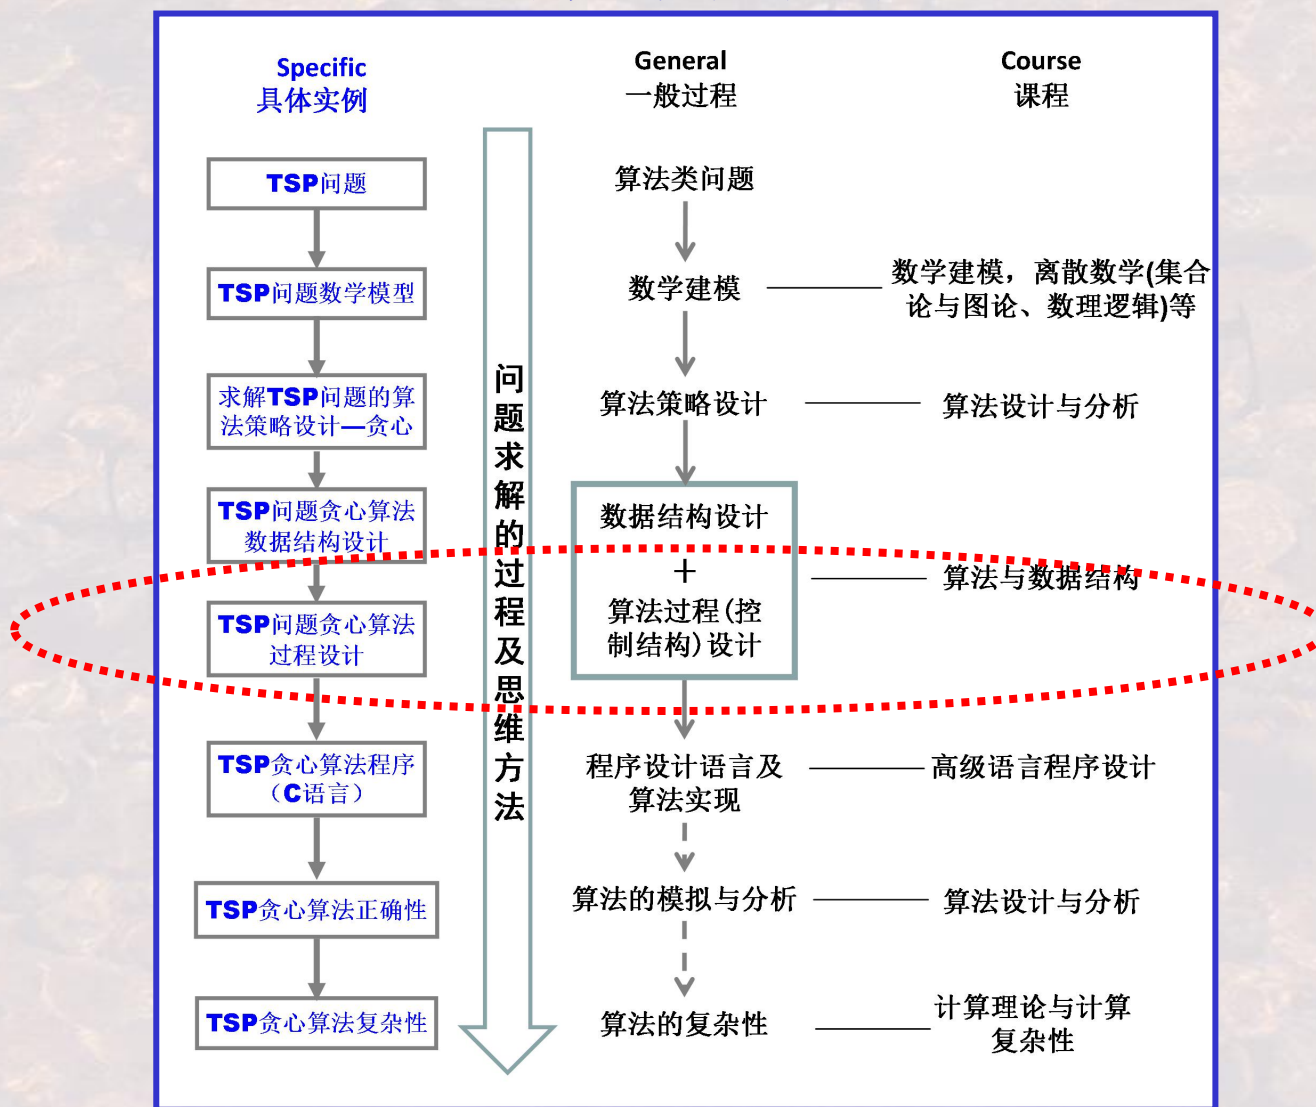 Specific
具体实例
General
一般过程
Course
课程
TSP问题
算法类问题
TSP问题数学模型
数学建模
数学建模，离散数学(集合
论与图论、数理逻辑)等
求解TSP问题的算
法策略设计—贪心
算法策略设计
算法设计与分析
TSP问题贪心算法
数据结构设计
数据结构设计
+
算法过程(控
制结构)设计
算法与数据结构
TSP问题贪心算法
过程设计
TSP贪心算法程序
（C语言）
程序设计语言及
算法实现
高级语言程序设计
TSP贪心算法正确性
算法的模拟与分析
算法设计与分析
TSP贪心算法复杂性
算法的复杂性
计算理论与计算
复杂性
问题求解的过程及思维方法